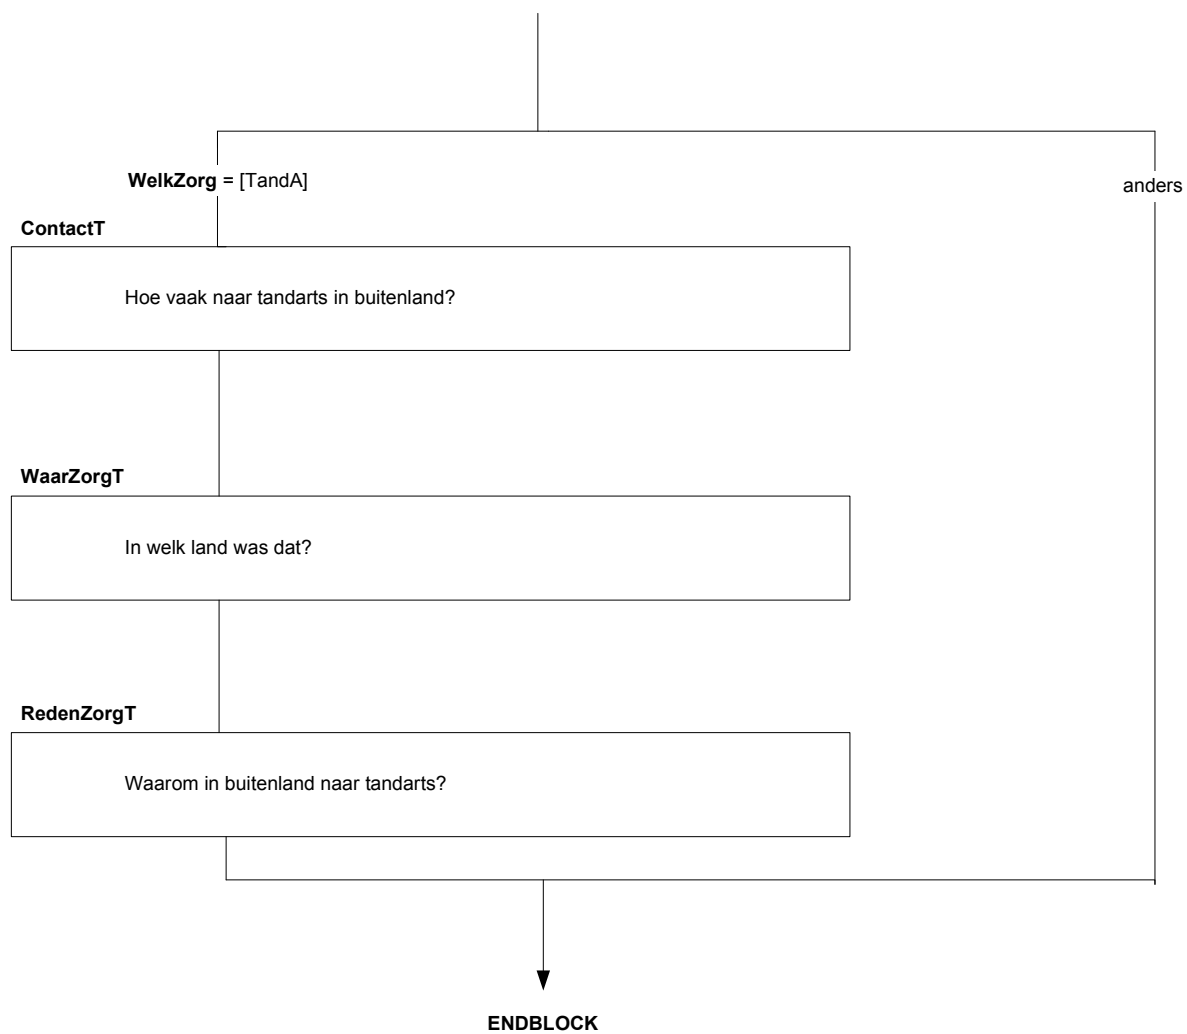 WelkZorg = [TandA]
anders
ContactT
Hoe vaak naar tandarts in buitenland?
WaarZorgT
In welk land was dat?
RedenZorgT
Waarom in buitenland naar tandarts?
ENDBLOCK